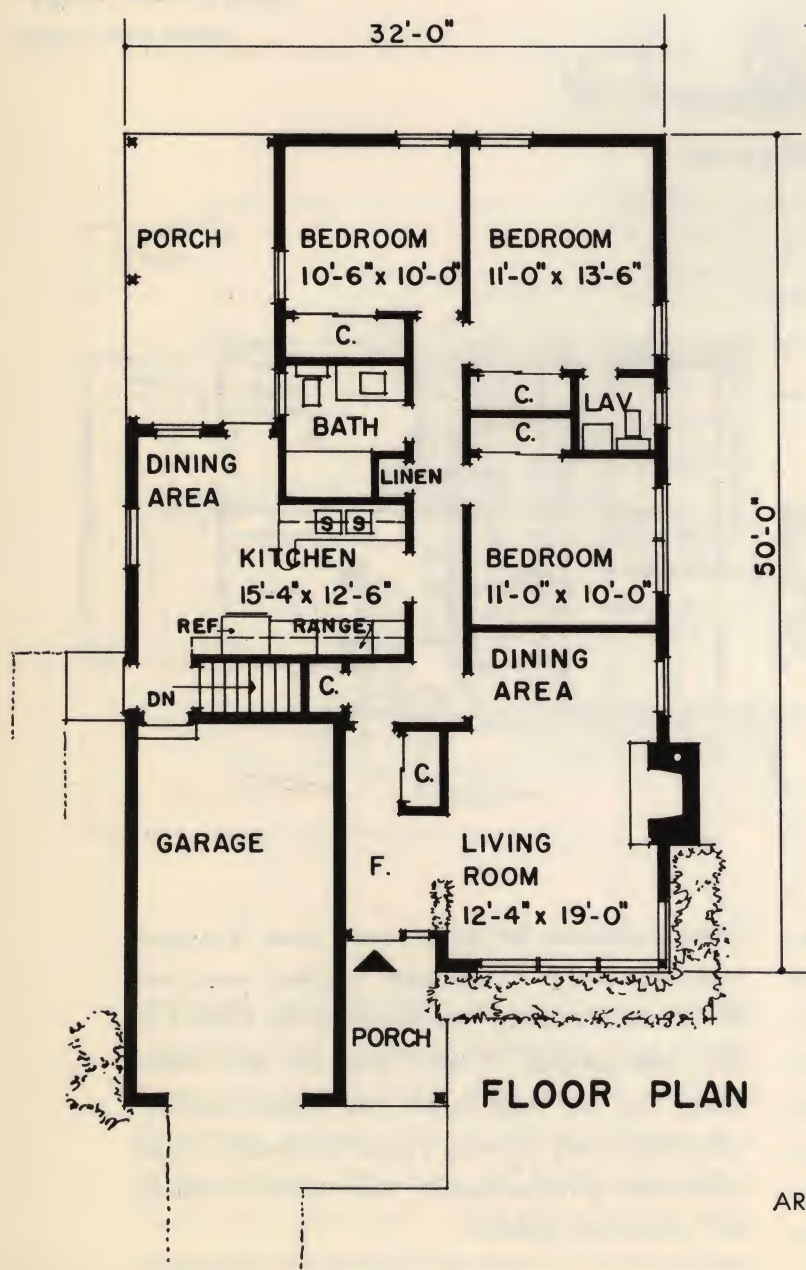 32'-0"
PORCH
BEDROOM
10'-6" x 10'-0"
BEDROOM
11'-0" x 13'-6"
C.
C.
LAV
BATH
C.
LINEN
DINING
AREA
S S
KITCHEN
15'-4" x 12'-6"
BEDROOM
11'-0" x 10'-0"
50'-0"
REF.
RANGE
DINING
AREA
DN
C.
C.
GARAGE
LIVING
ROOM
12'-4" x 19'-0"
F.
PORCH
FLOOR PLAN
AR